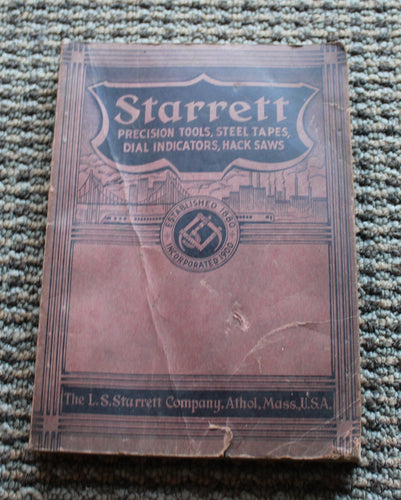 Starrett
PRECISION TOOLS, STEEL TAPES,
DIAL INDICATORS, HACK SAWS
ESTABLISHED 1880
INCORPORATED 1900
The L.S. Starrett Company, Athol, Mass., U.S.A.